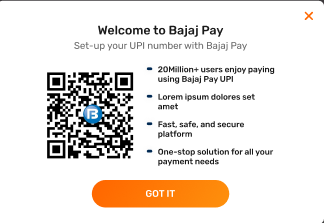 Welcome to Bajaj Pay
Set-up your UPI number with Bajaj Pay
20Million+ users enjoy paying
using Bajaj Pay UPI
Lorem ipsum dolores set
amet
Fast, safe, and secure
platform
One-stop solution for all your
payment needs
B
GOT IT